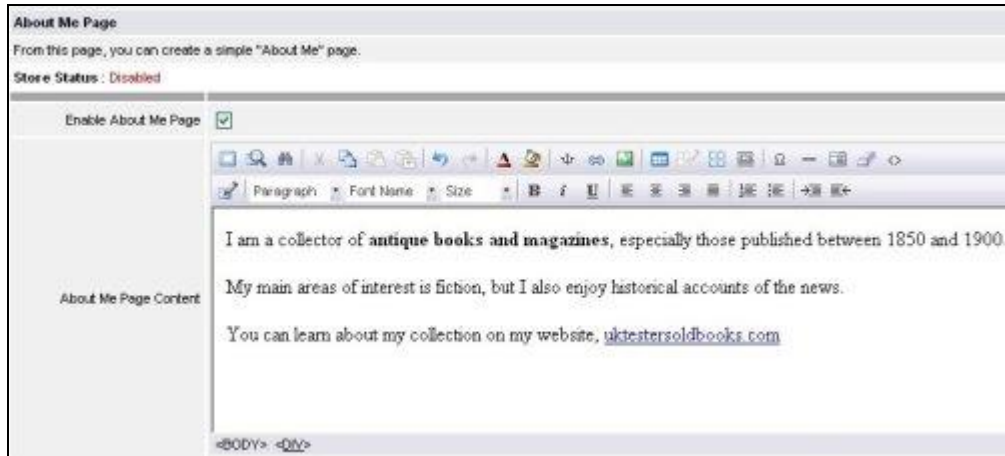 About Me Page
From this page, you can create a simple "About Me" page.
Store Status : Disabled
Enable About Me Page
Paragraph Font Name Size B i U
I am a collector of antique books and magazines, especially those published between 1850 and 1900.
About Me Page Content
My main areas of interest is fiction, but I also enjoy historical accounts of the news.
You can learn about my collection on my website, uktestersoldbooks.com
<BODY> <DIV>